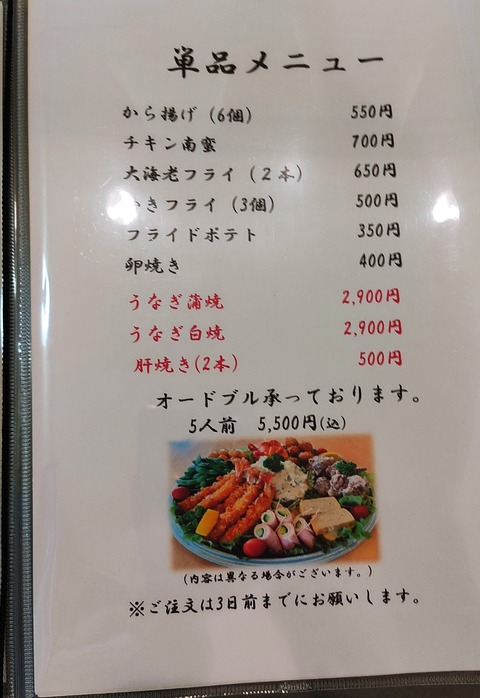 単品メニュー
から揚げ (6個) 550円
チキン南蛮 700円
大海老フライ (2本) 650円
かきフライ (3個) 500円
フライドポテト 350円
卵焼き 400円
うなぎ蒲焼 2,900円
うなぎ白焼 2,900円
肝焼き(2本) 500円
オードブル承っております。
5人前 5,500円(込)
(内容は異なる場合がございます。)
※ご注文は3日前までにお願いします。